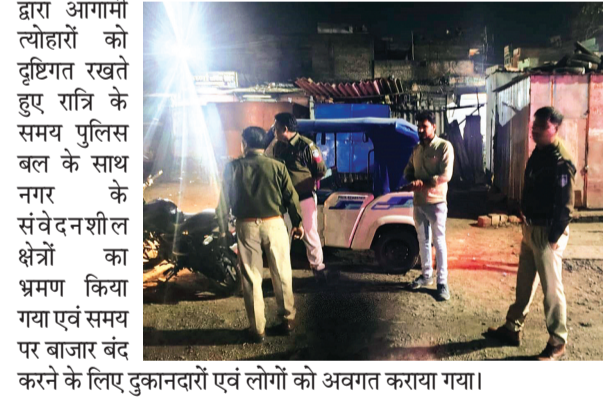 द्वारा आगामी
त्योहारों को
दृष्टिगत रखते
हुए रात्रि के
समय पुलिस
बल के साथ
नगर के
संवेदनशील
क्षेत्रों का
भ्रमण किया
गया एवं समय
पर बाजार बंद
करने के लिए दुकानदारों एवं लोगों को अवगत कराया गया।